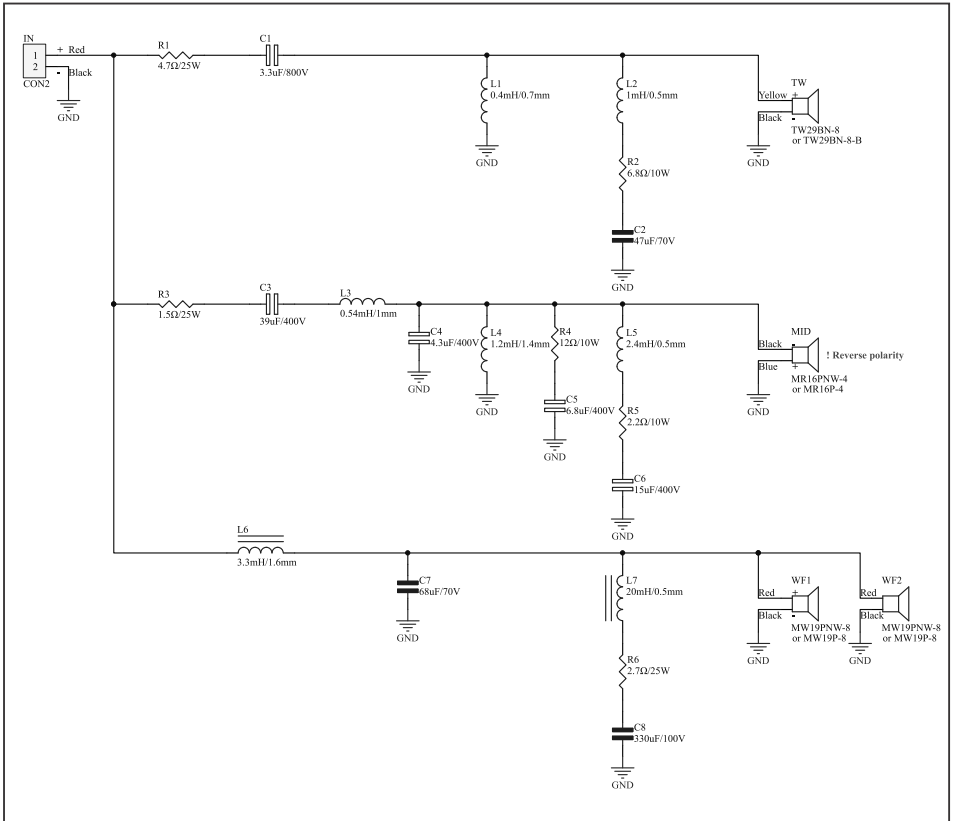 IN
1
2
CON2
+ Red
- Black
GND
R1
4.7Ω/25W
C1
3.3uF/800V
L1
0.4mH/0.7mm
GND
L2
1mH/0.5mm
R2
6.8Ω/10W
C2
47uF/70V
GND
TW
Yellow +
Black -
GND
TW29BN-8
or TW29BN-8-B
R3
1.5Ω/25W
C3
39uF/400V
L3
0.54mH/1mm
C4
4.3uF/400V
GND
L4
1.2mH/1.4mm
GND
R4
12Ω/10W
C5
6.8uF/400V
GND
L5
2.4mH/0.5mm
R5
2.2Ω/10W
C6
15uF/400V
GND
MID
Black -
Blue +
! Reverse polarity
GND
MR16PNW-4
or MR16P-4
L6
3.3mH/1.6mm
C7
68uF/70V
GND
L7
20mH/0.5mm
R6
2.7Ω/25W
C8
330uF/100V
GND
WF1
Red +
Black -
GND
MW19PNW-8
or MW19P-8
WF2
Red
Black
GND
MW19PNW-8
or MW19P-8